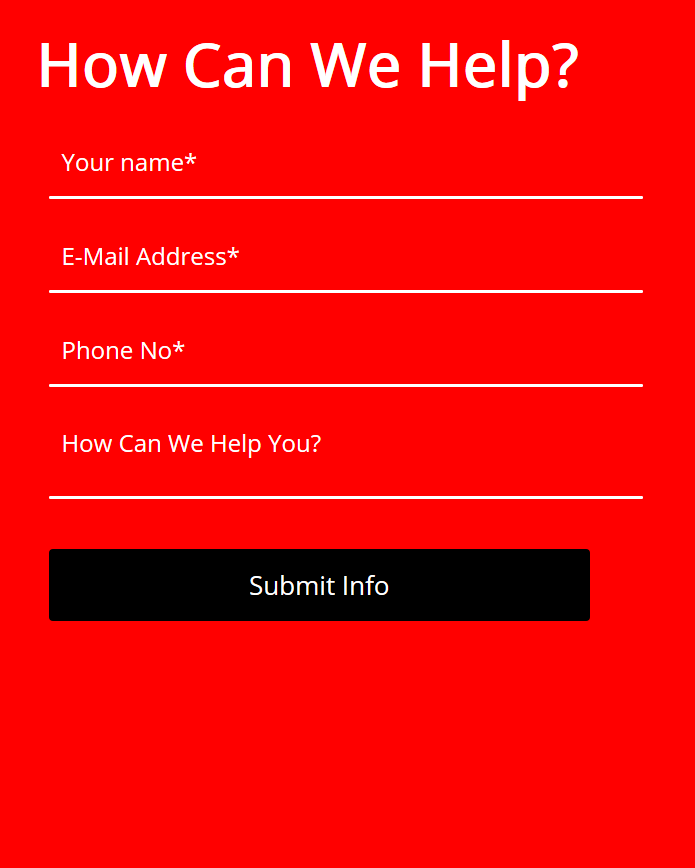 How Can We Help?
Your name*
E-Mail Address*
Phone No*
How Can We Help You?
Submit Info